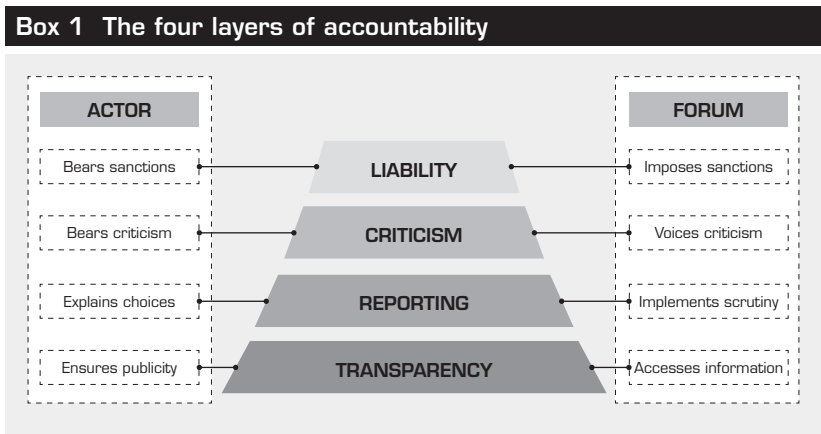 Box 1 The four layers of accountability
ACTOR
FORUM
Bears sanctions
LIABILITY
Imposes sanctions
Bears criticism
CRITICISM
Voices criticism
Explains choices
REPORTING
Implements scrutiny
Ensures publicity
TRANSPARENCY
Accesses information